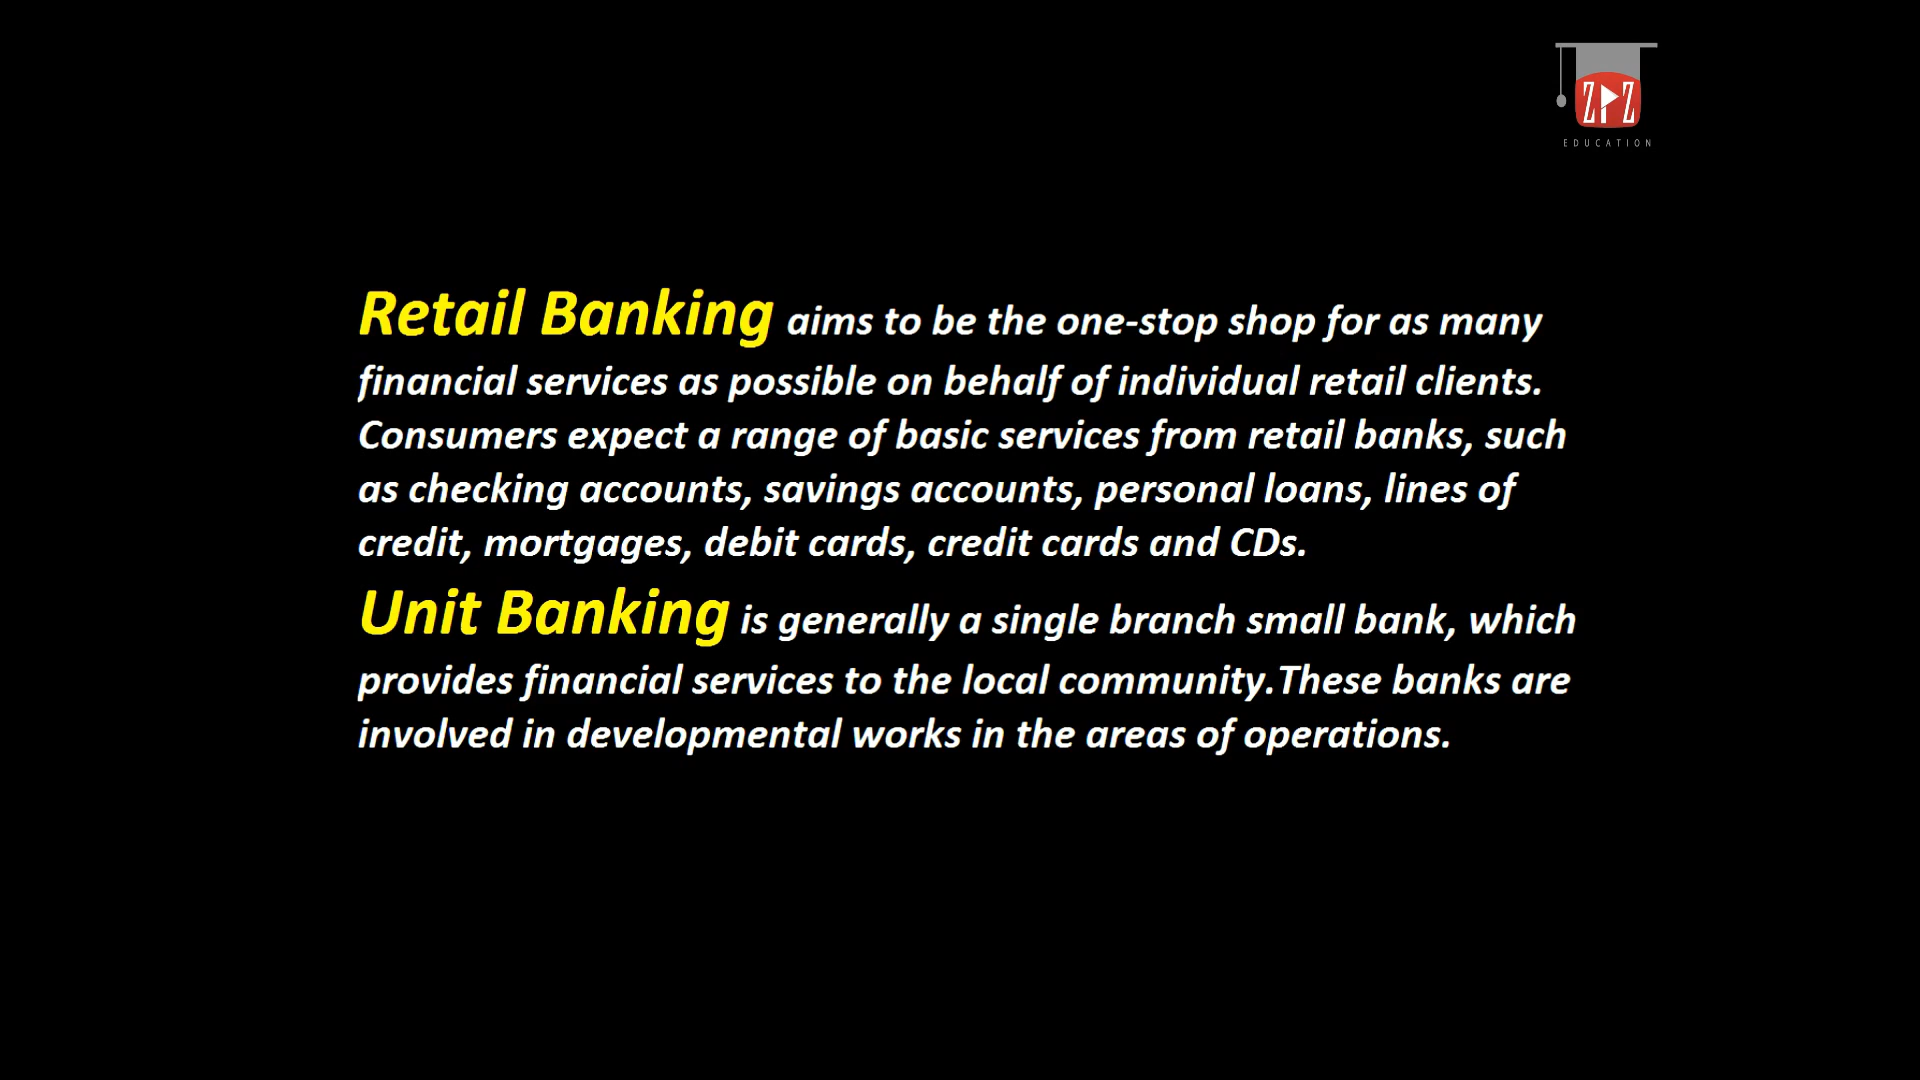 ZPZ
EDUCATION
Retail Banking aims to be the one-stop shop for as many
financial services as possible on behalf of individual retail clients.
Consumers expect a range of basic services from retail banks, such
as checking accounts, savings accounts, personal loans, lines of
credit, mortgages, debit cards, credit cards and CDs.
Unit Banking is generally a single branch small bank, which
provides financial services to the local community.These banks are
involved in developmental works in the areas of operations.